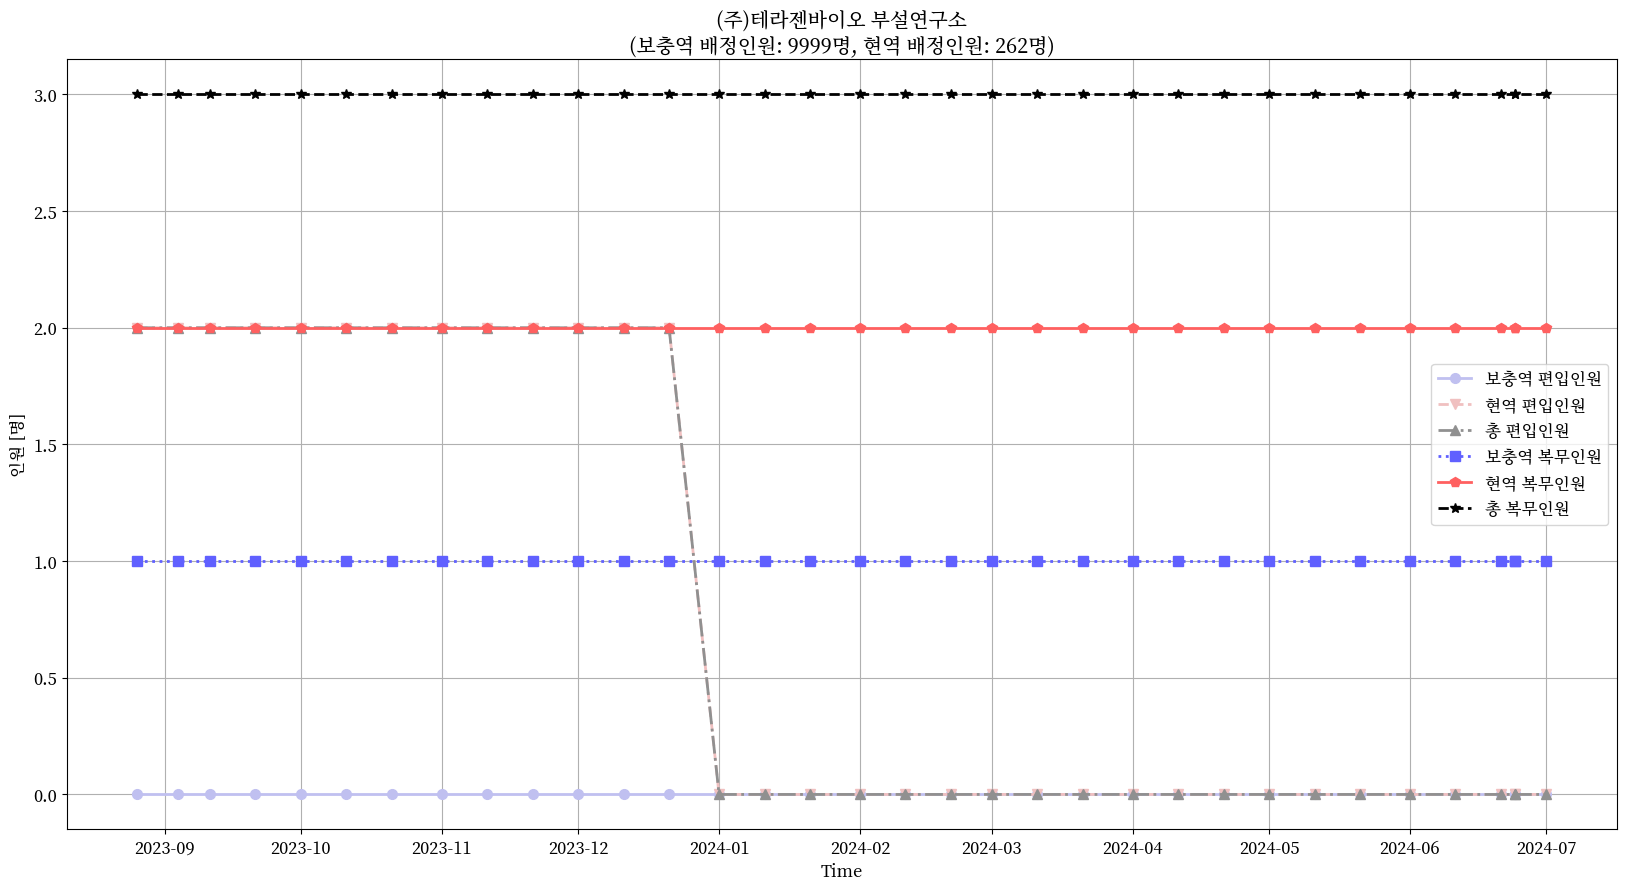 (주)테라젠바이오 부설연구소
(보충역 배정인원: 9999명, 현역 배정인원: 262명)
3.0
2.5
2.0
1.5
1.0
0.5
0.0
인원 [명]
보충역 편입인원
현역 편입인원
총 편입인원
보충역 복무인원
현역 복무인원
총 복무인원
2023-09 2023-10 2023-11 2023-12 2024-01 2024-02 2024-03 2024-04 2024-05 2024-06 2024-07
Time